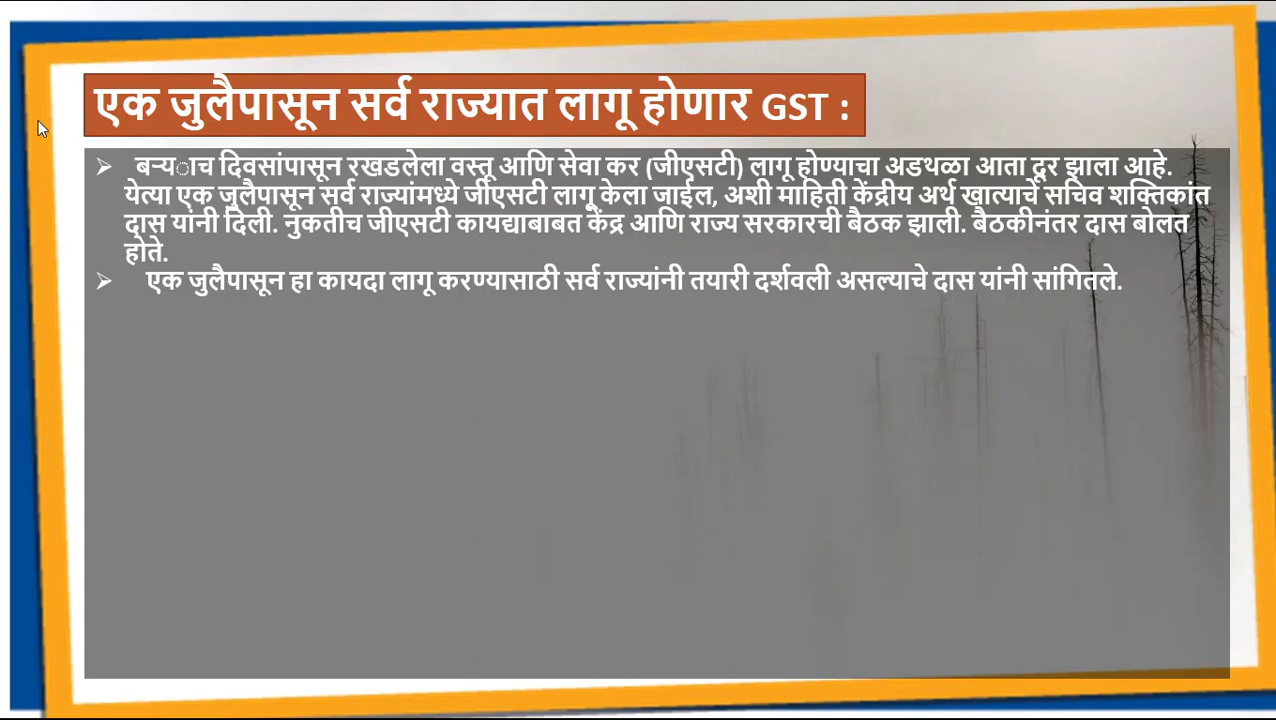 एक जुलैपासून सर्व राज्यात लागू होणार GST :
➢ बऱ्याच दिवसांपासून रखडलेला वस्तू आणि सेवा कर (जीएसटी) लागू होण्याचा अडथळा आता दूर झाला आहे.
येत्या एक जुलैपासून सर्व राज्यांमध्ये जीएसटी लागू केला जाईल, अशी माहिती केंद्रीय अर्थ खात्याचे सचिव शक्तिकांत
दास यांनी दिली. नुकतीच जीएसटी कायद्याबाबत केंद्र आणि राज्य सरकारची बैठक झाली. बैठकीनंतर दास बोलत
होते.
➢ एक जुलैपासून हा कायदा लागू करण्यासाठी सर्व राज्यांनी तयारी दर्शवली असल्याचे दास यांनी सांगितले.